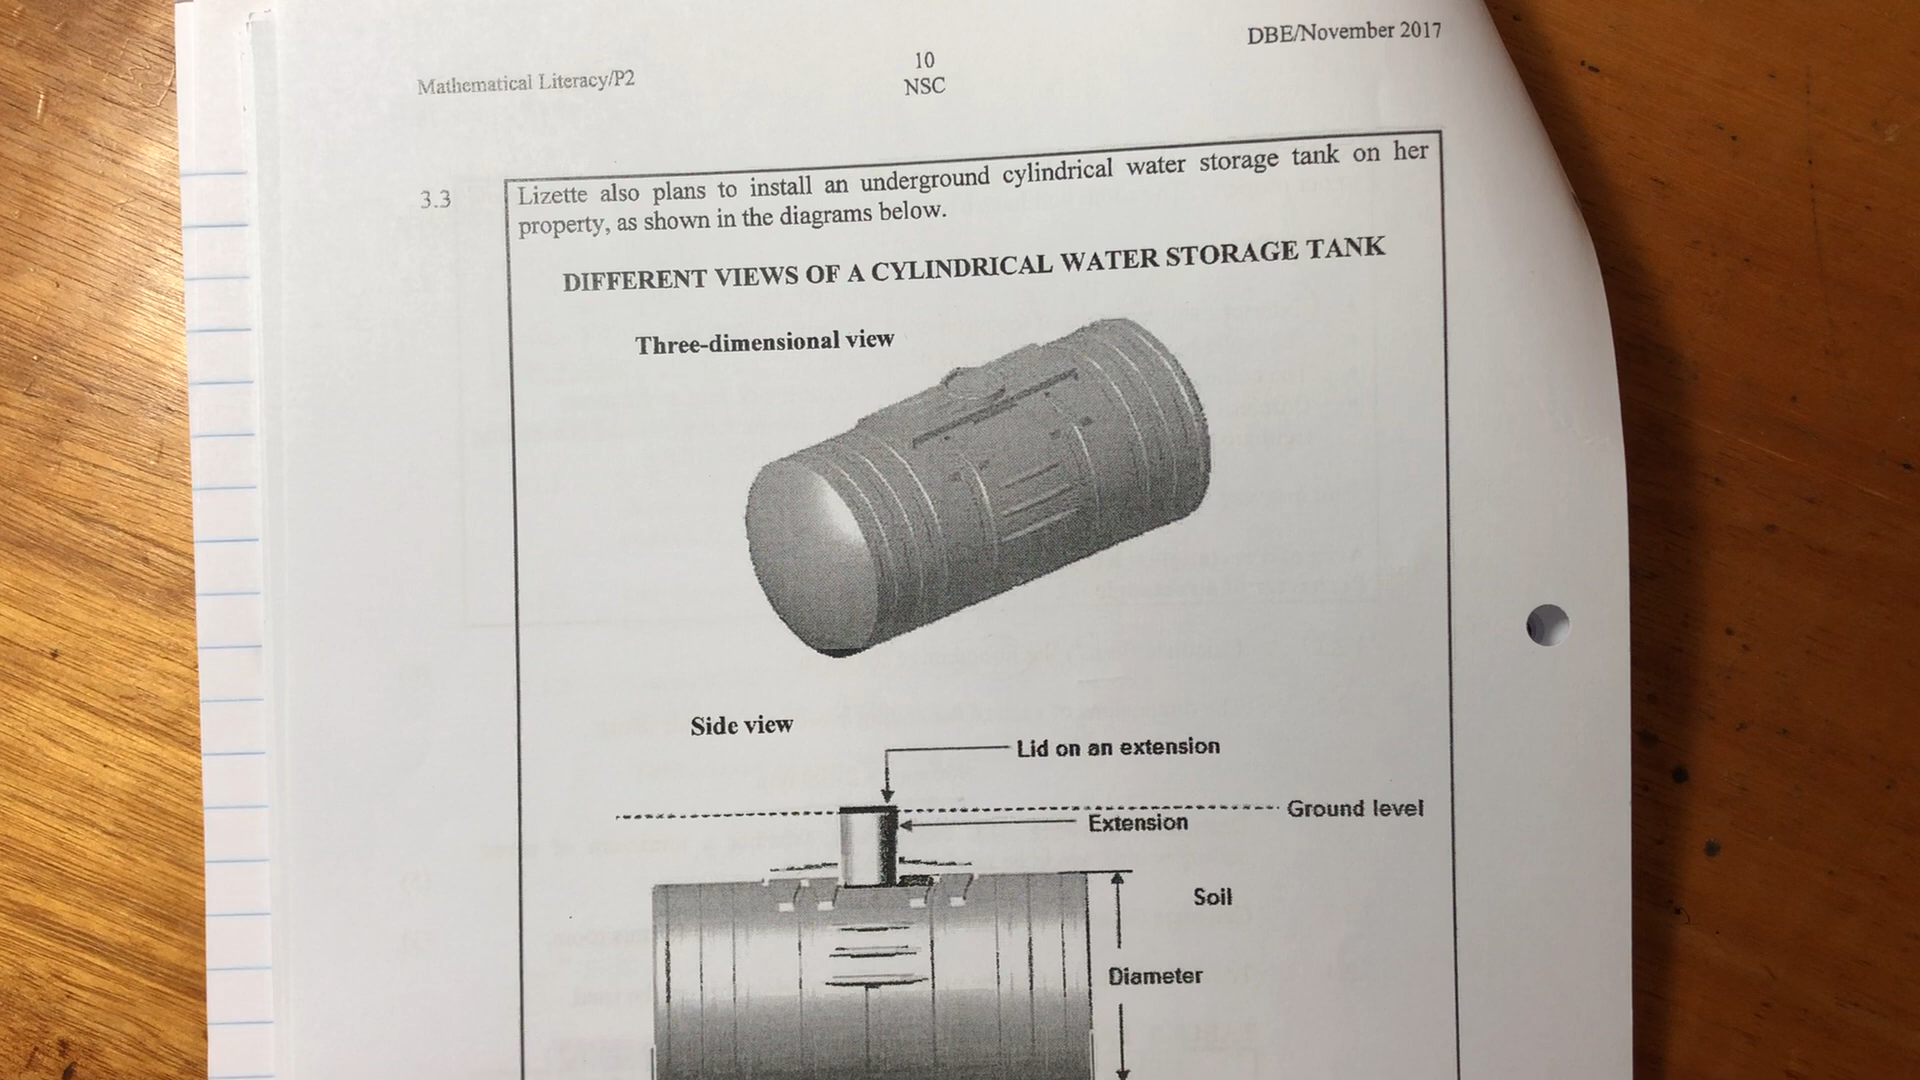 DBE/November 2017
10
Mathematical Literacy/P2
NSC
3.3
Lizette also plans to install an underground cylindrical water storage tank on her
property, as shown in the diagrams below.
DIFFERENT VIEWS OF A CYLINDRICAL WATER STORAGE TANK
Three-dimensional view
Side view
Lid on an extension
Ground level
Extension
Soil
Diameter